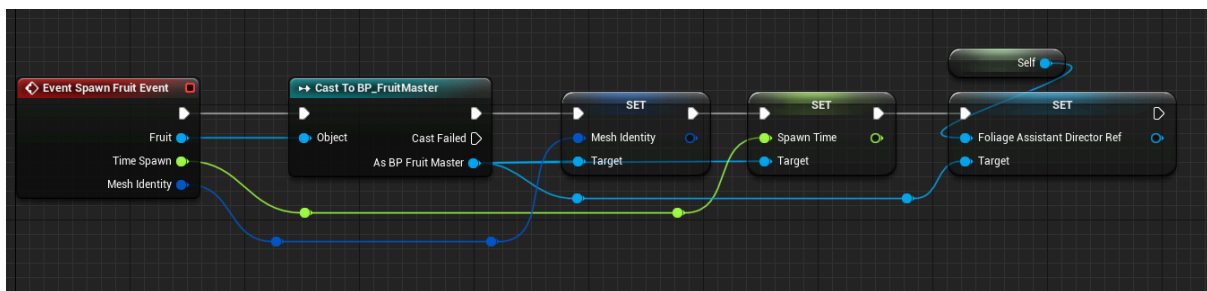 Self
Event Spawn Fruit Event
Cast To BP_FruitMaster
SET
SET
SET
Fruit
Object
Cast Failed
Mesh Identity
Spawn Time
Foliage Assistant Director Ref
Time Spawn
As BP Fruit Master
Target
Target
Target
Mesh Identity